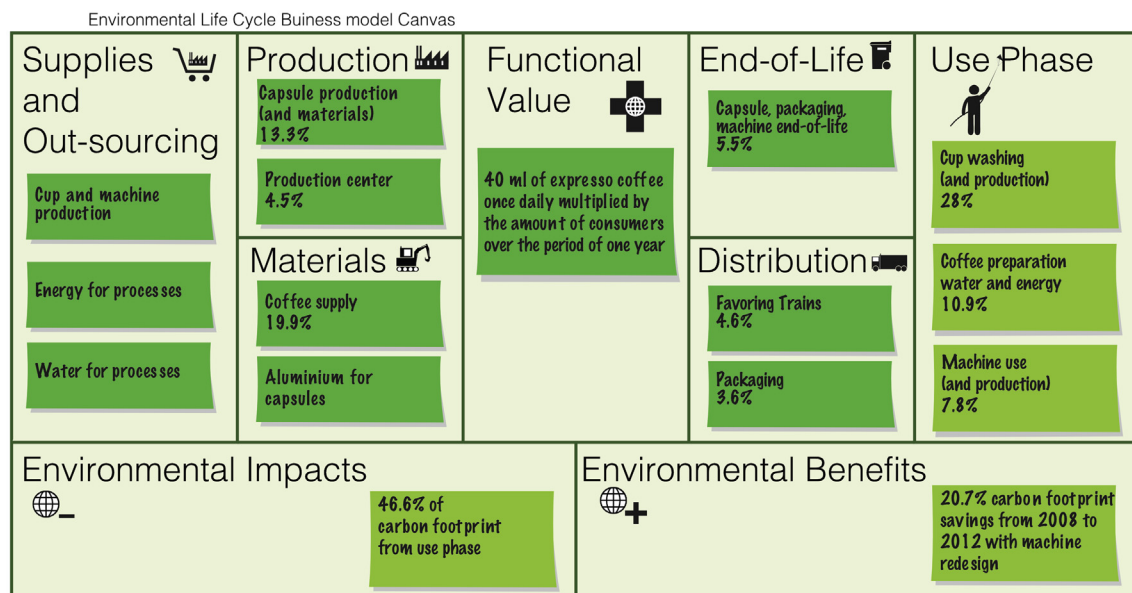 Environmental Life Cycle Buiness model Canvas
Supplies
and
Out-sourcing
Cup and machine
production
Energy for processes
Water for processes
Production
Capsule production
(and materials)
13.3%
Production center
4.5%
Materials
Coffee supply
19.9%
Aluminium for
capsules
Functional
Value
40 ml of expresso coffee
once daily multiplied by
the amount of consumers
over the period of one year
End-of-Life
Capsule, packaging,
machine end-of-life
5.5%
Distribution
Favoring Trains
4.6%
Packaging
3.6%
Use Phase
Cup washing
(and production)
28%
Coffee preparation
water and energy
10.9%
Machine use
(and production)
7.8%
Environmental Impacts
46.6% of
carbon footprint
from use phase
Environmental Benefits
20.7% carbon footprint
savings from 2008 to
2012 with machine
redesign